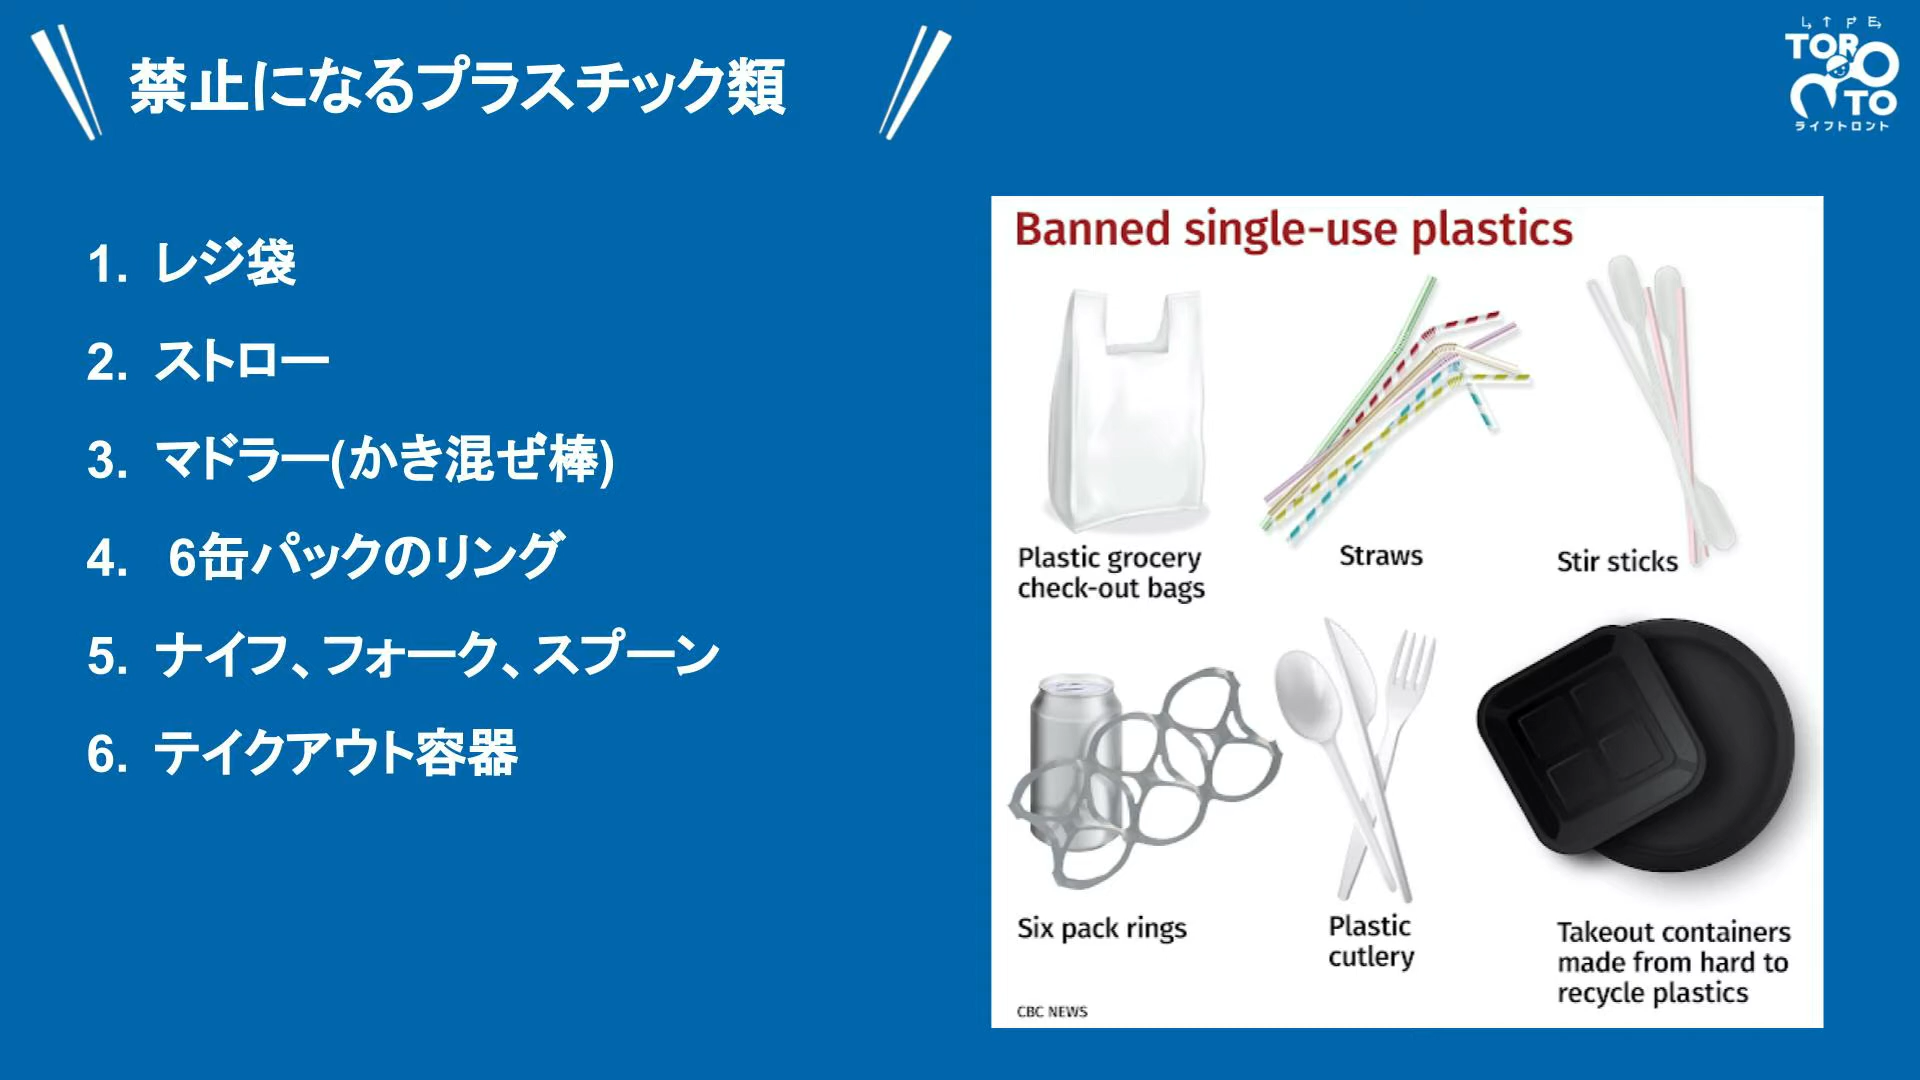 禁止になるプラスチック類
LIFE
TORONTO
ライフトロント
1. レジ袋
2. ストロー
3. マドラー(かき混ぜ棒)
4. 6缶パックのリング
5. ナイフ、フォーク、スプーン
6. テイクアウト容器
Banned single-use plastics
Plastic grocery
check-out bags
Straws
Stir sticks
Six pack rings
Plastic
cutlery
Takeout containers
made from hard to
recycle plastics
CBC NEWS